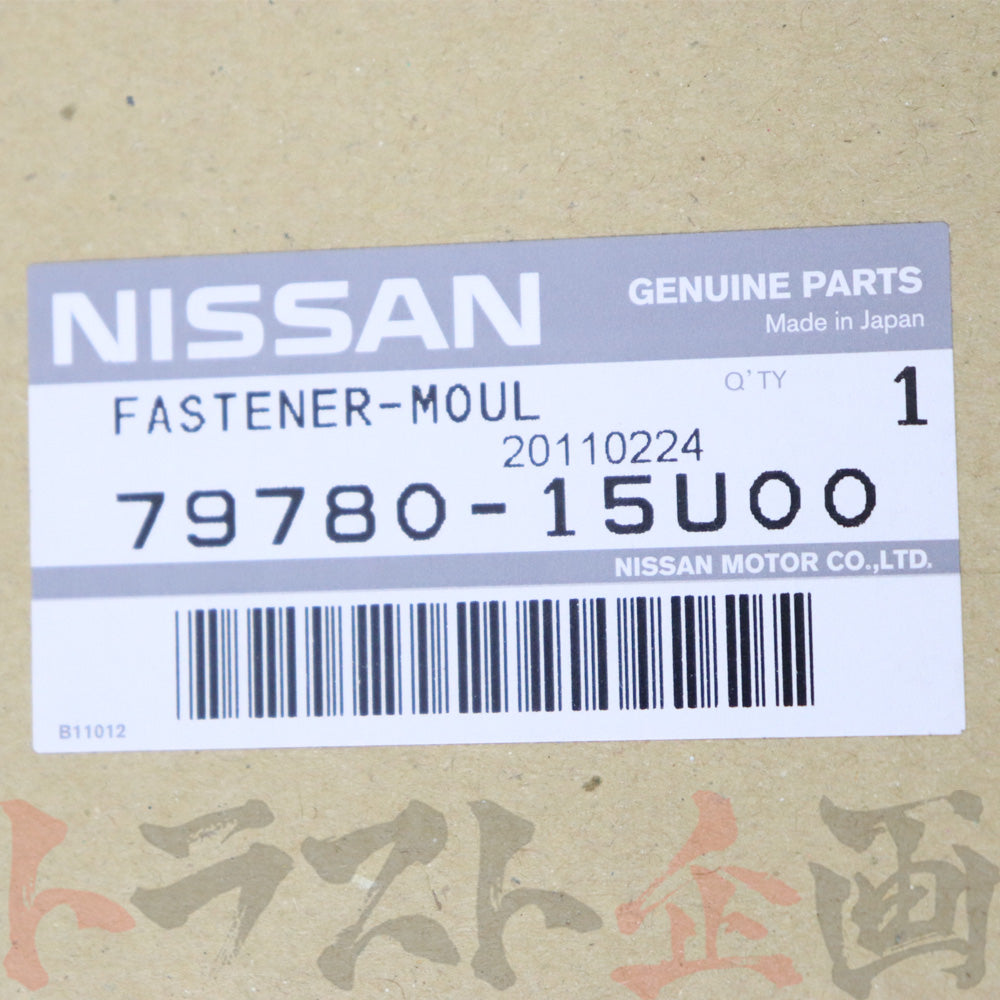 NISSAN
GENUINE PARTS
Made in Japan
FASTENER-MOUL
Q'TY 1
20110224
79780-15U00
NISSAN MOTOR CO.,LTD.
B11012
トラスト企画